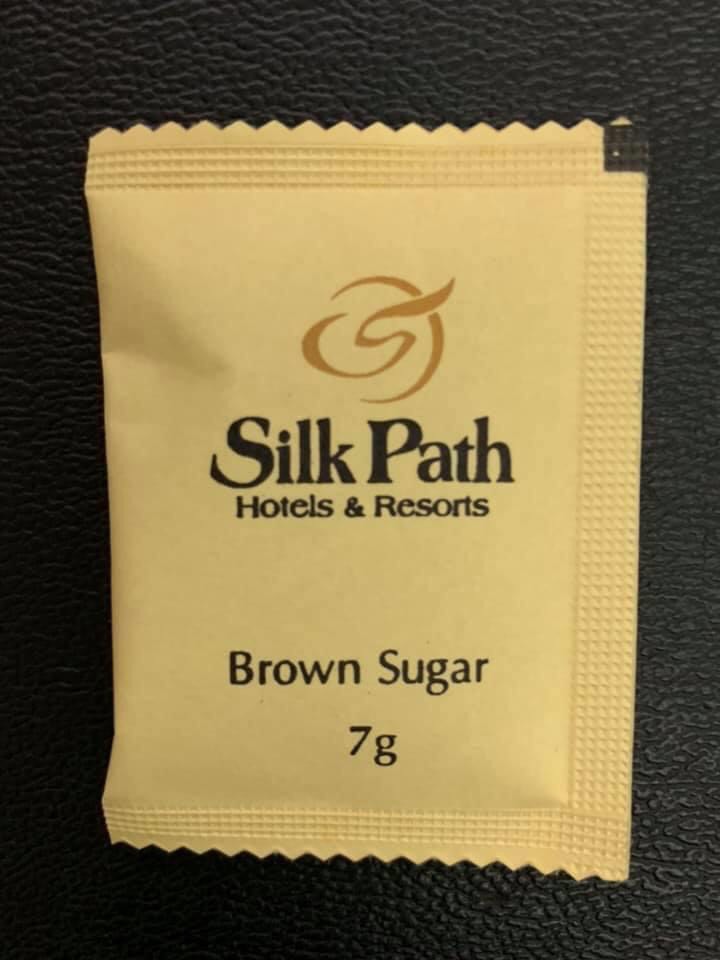 Silk Path
Hotels & Resorts
Brown Sugar
7g